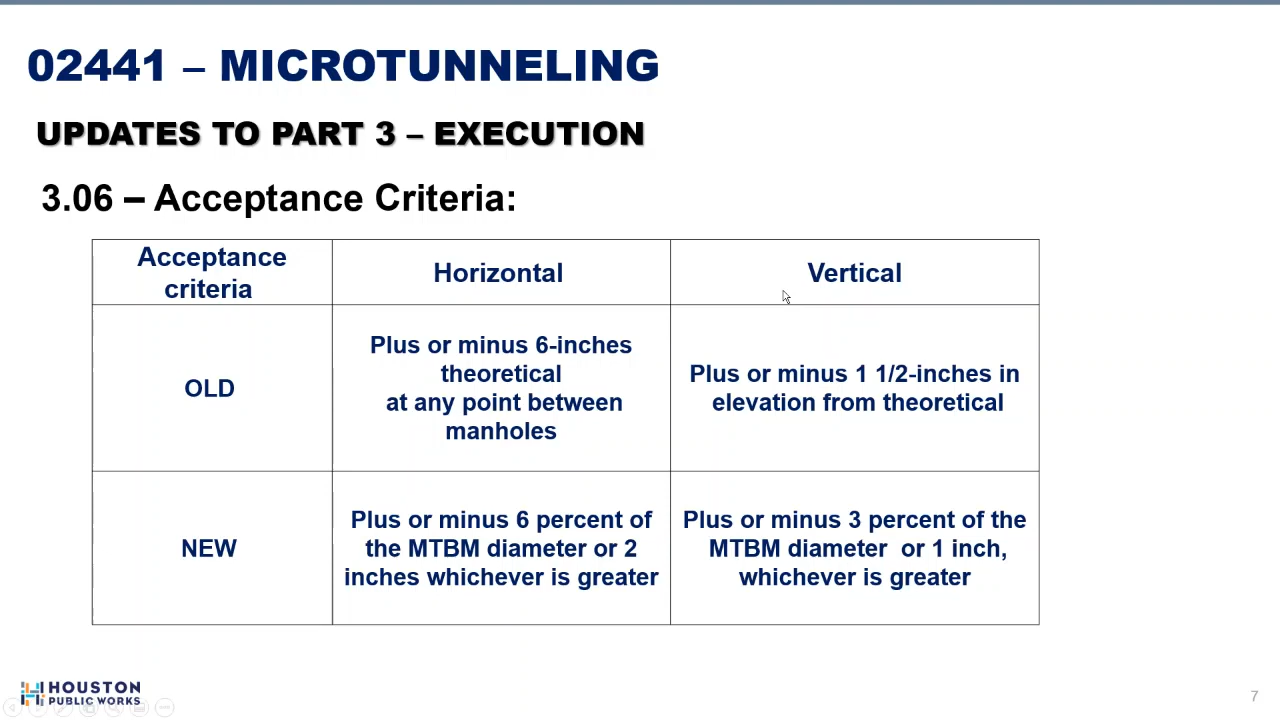 02441 – MICROTUNNELING
UPDATES TO PART 3 – EXECUTION
3.06 – Acceptance Criteria:
Acceptance
criteria
Horizontal
Vertical
OLD
Plus or minus 6-inches
theoretical
at any point between
manholes
Plus or minus 1 1/2-inches in
elevation from theoretical
NEW
Plus or minus 6 percent of
the MTBM diameter or 2
inches whichever is greater
Plus or minus 3 percent of the
MTBM diameter  or 1 inch,
whichever is greater
HOUSTON
PUBLIC WORKS
7